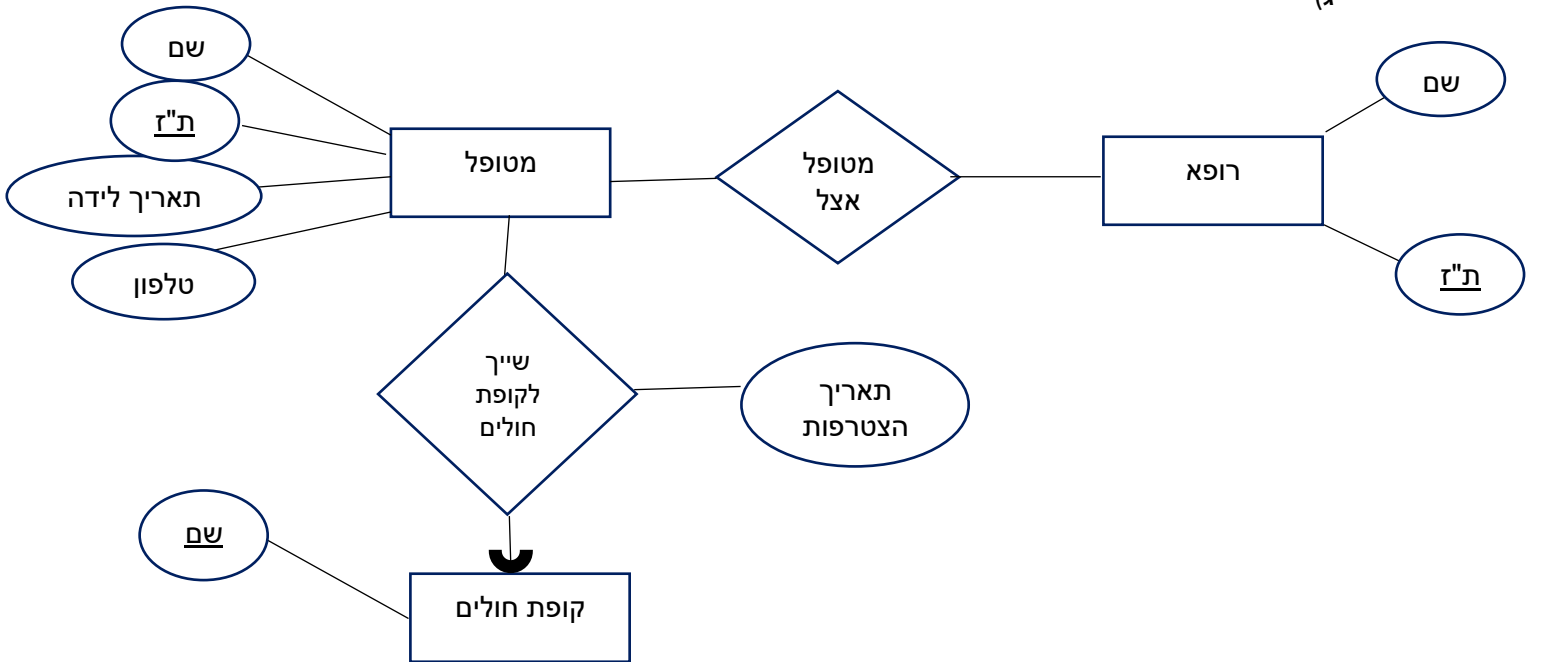 ג)
שם
שם
ת"ז
מטופל
מטופל
אצל
רופא
תאריך לידה
ת"ז
טלפון
שייך
לקופת
חולים
תאריך
הצטרפות
שם
קופת חולים